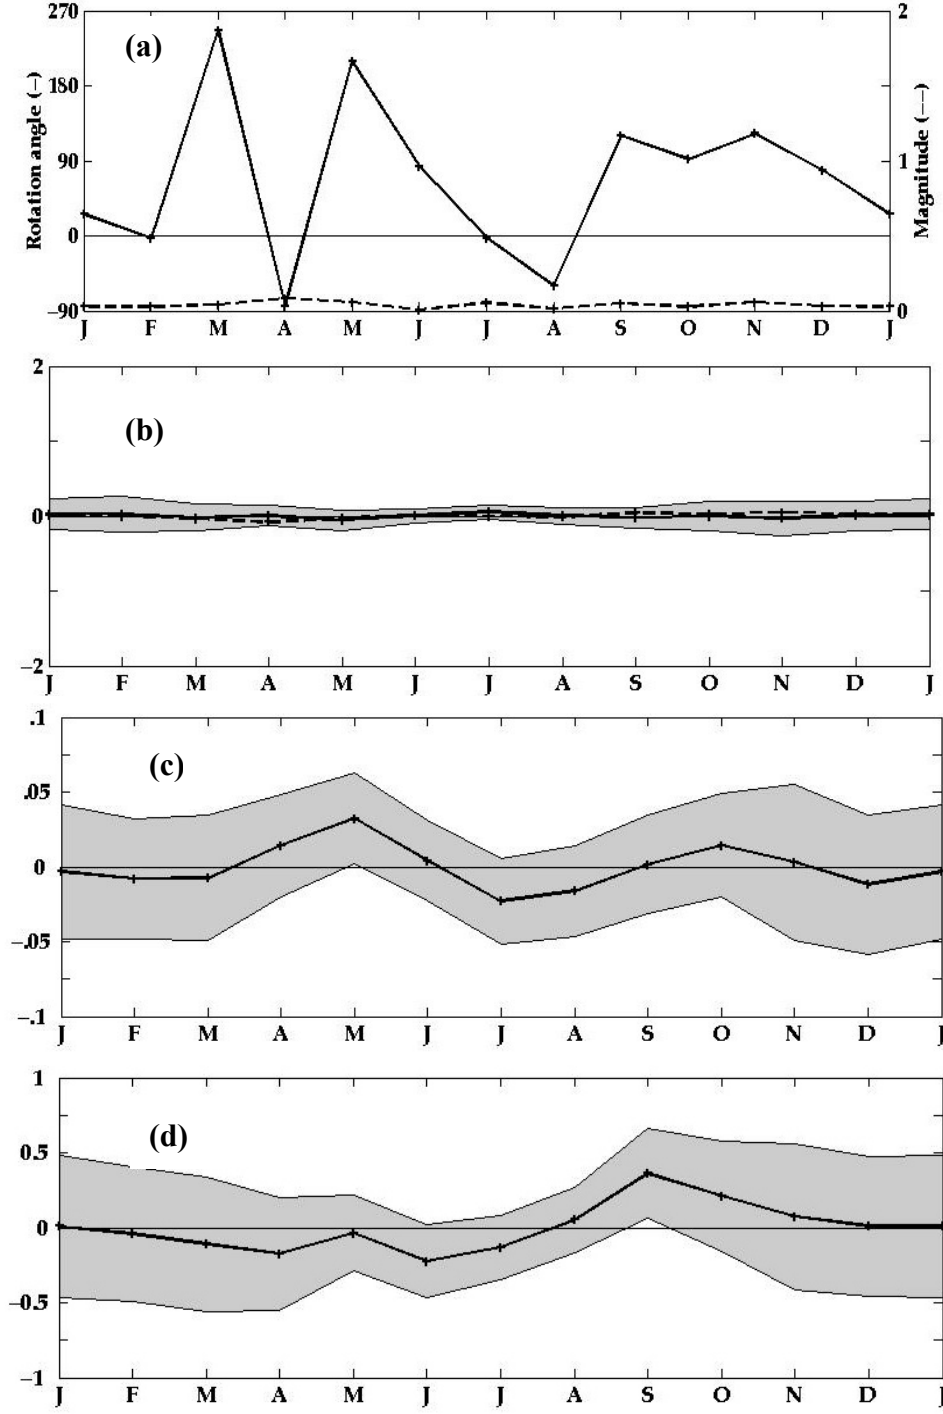 270 2
(a)
180
90 1
0
−90 0
Rotation angle (−)
Magnitude (−−)
J F M A M J J A S O N D J
2
(b)
0
−2
J F M A M J J A S O N D J
.1
(c)
.05
0
−.05
−.1
J F M A M J J A S O N D J
1
(d)
0.5
0
−0.5
−1
J F M A M J J A S O N D J